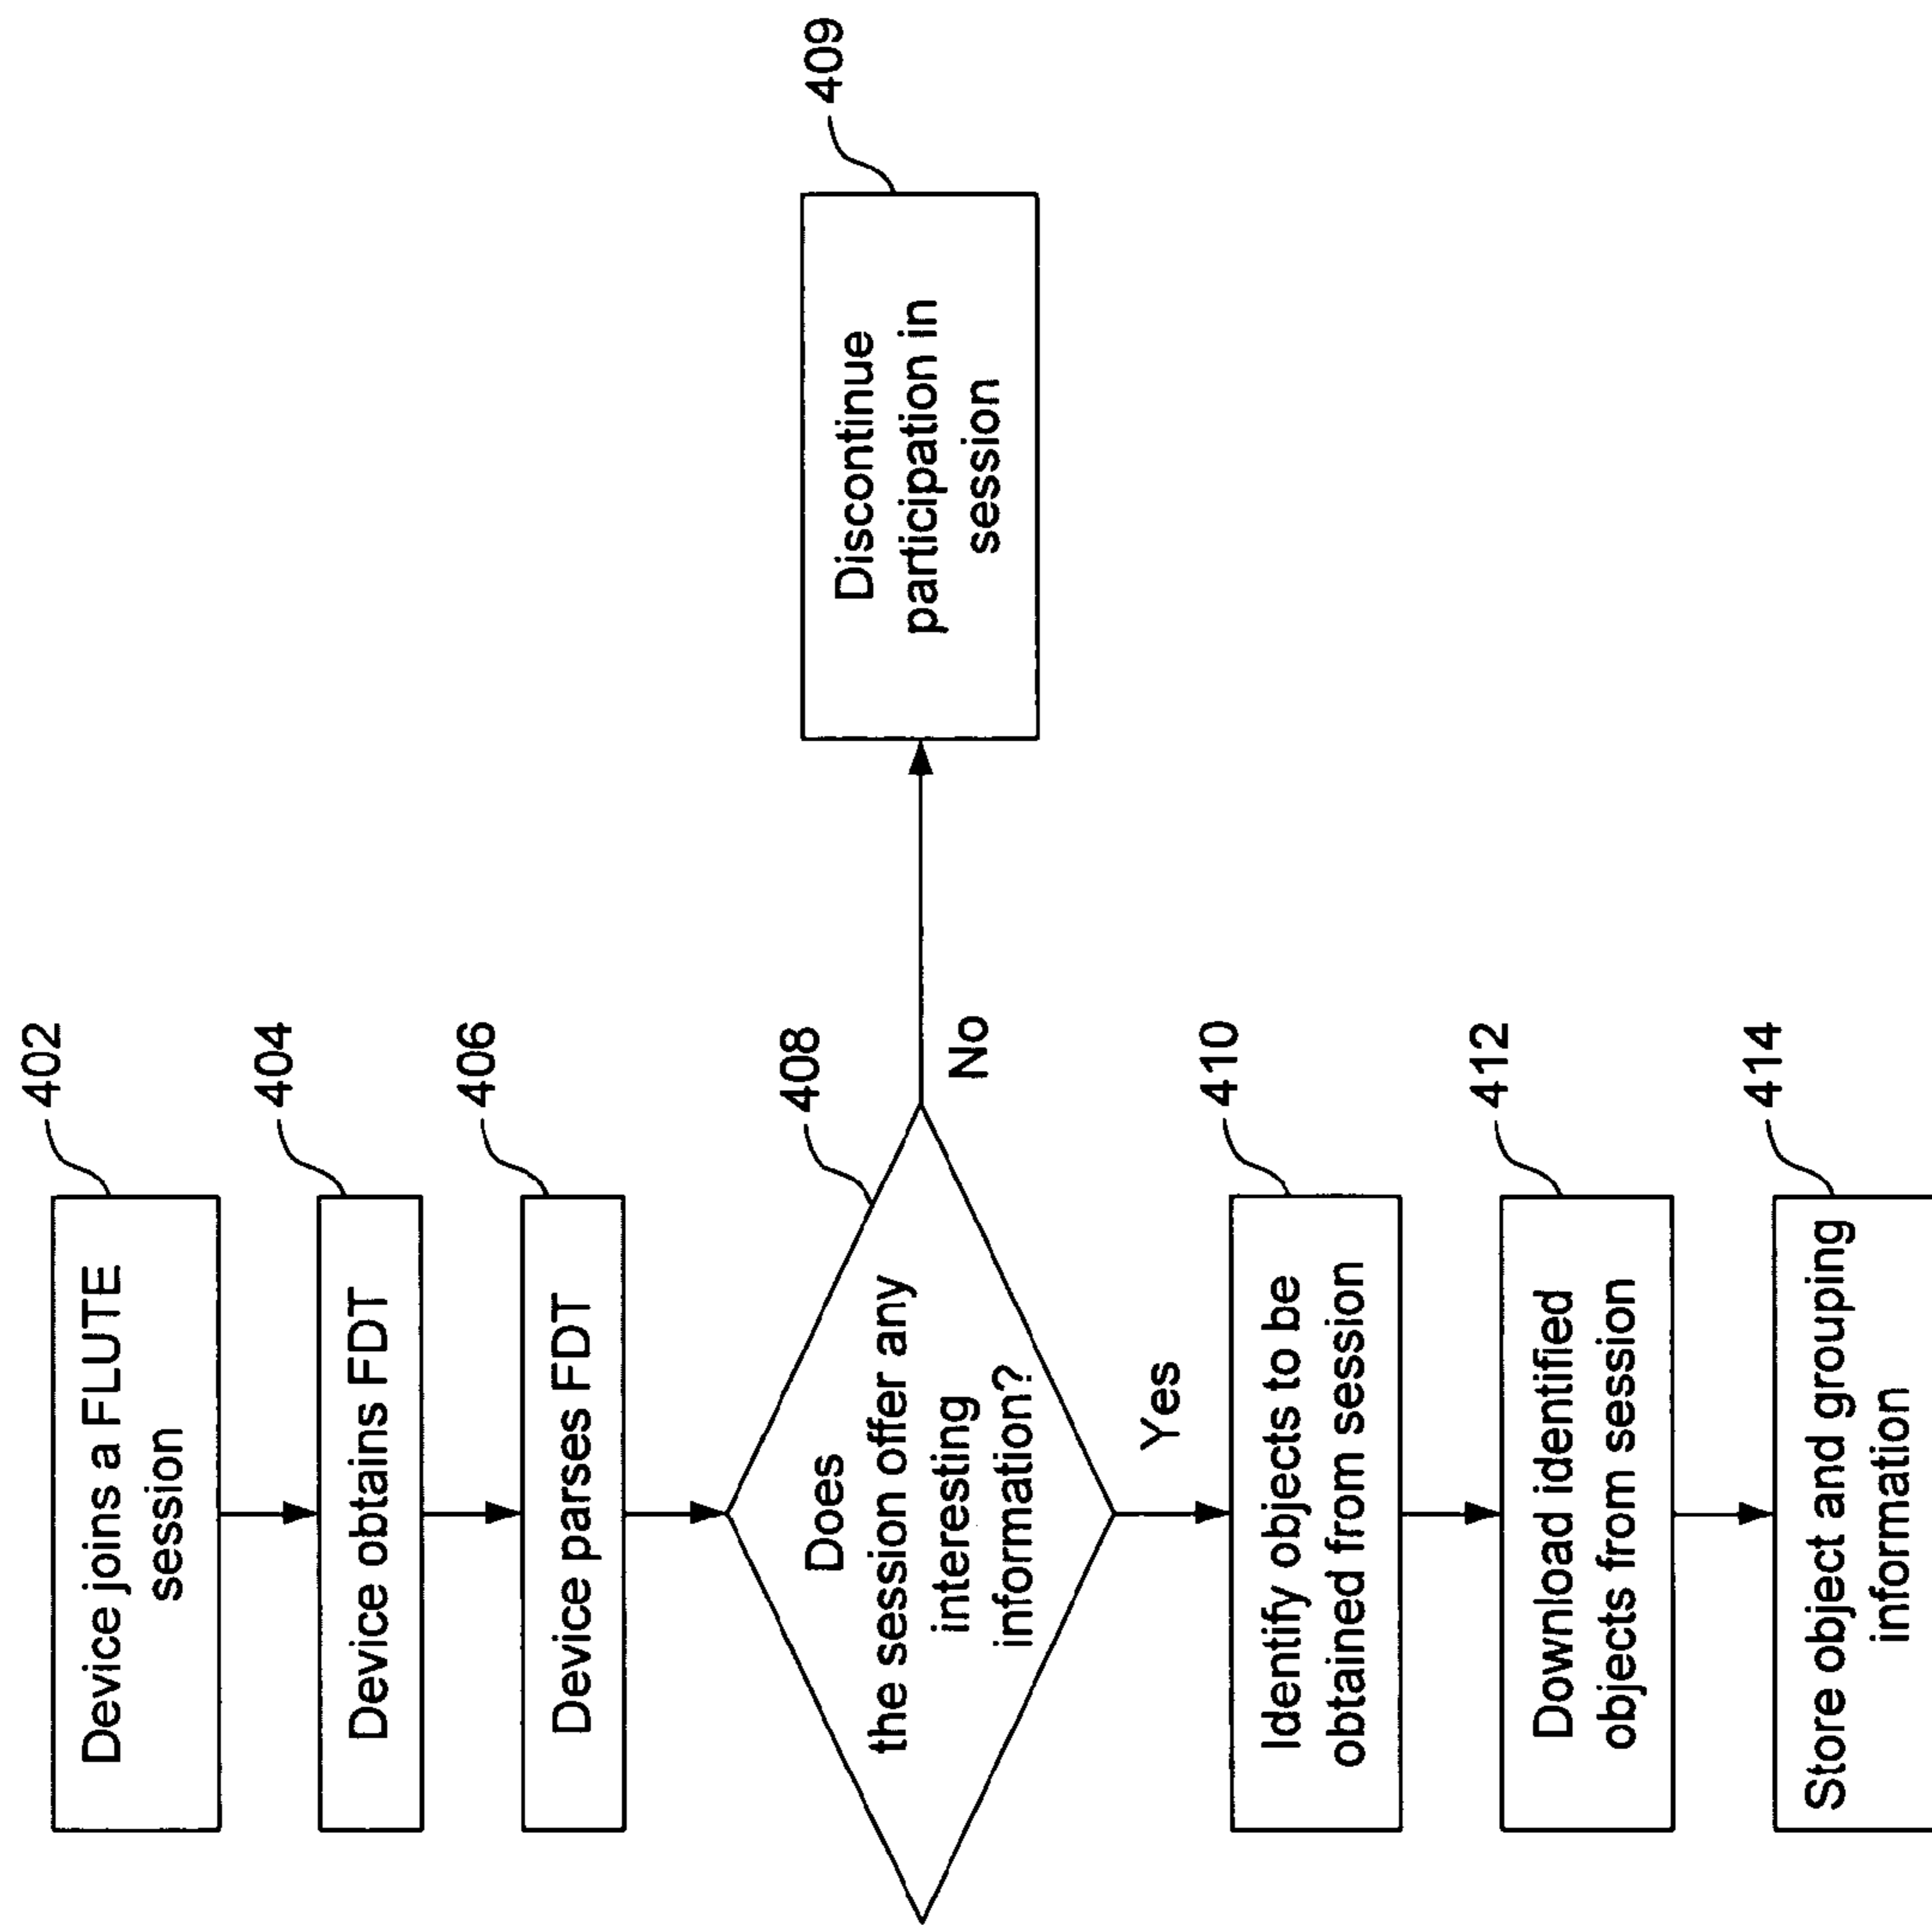 402
Device joins a FLUTE
session
404
Device obtains FDT
406
Device parses FDT
408
Does
the session offer any
interesting
information?
No
409
Discontinue
participation in
session
Yes
410
Identify objects to be
obtained from session
412
Download identified
objects from session
414
Store object and grouping
information